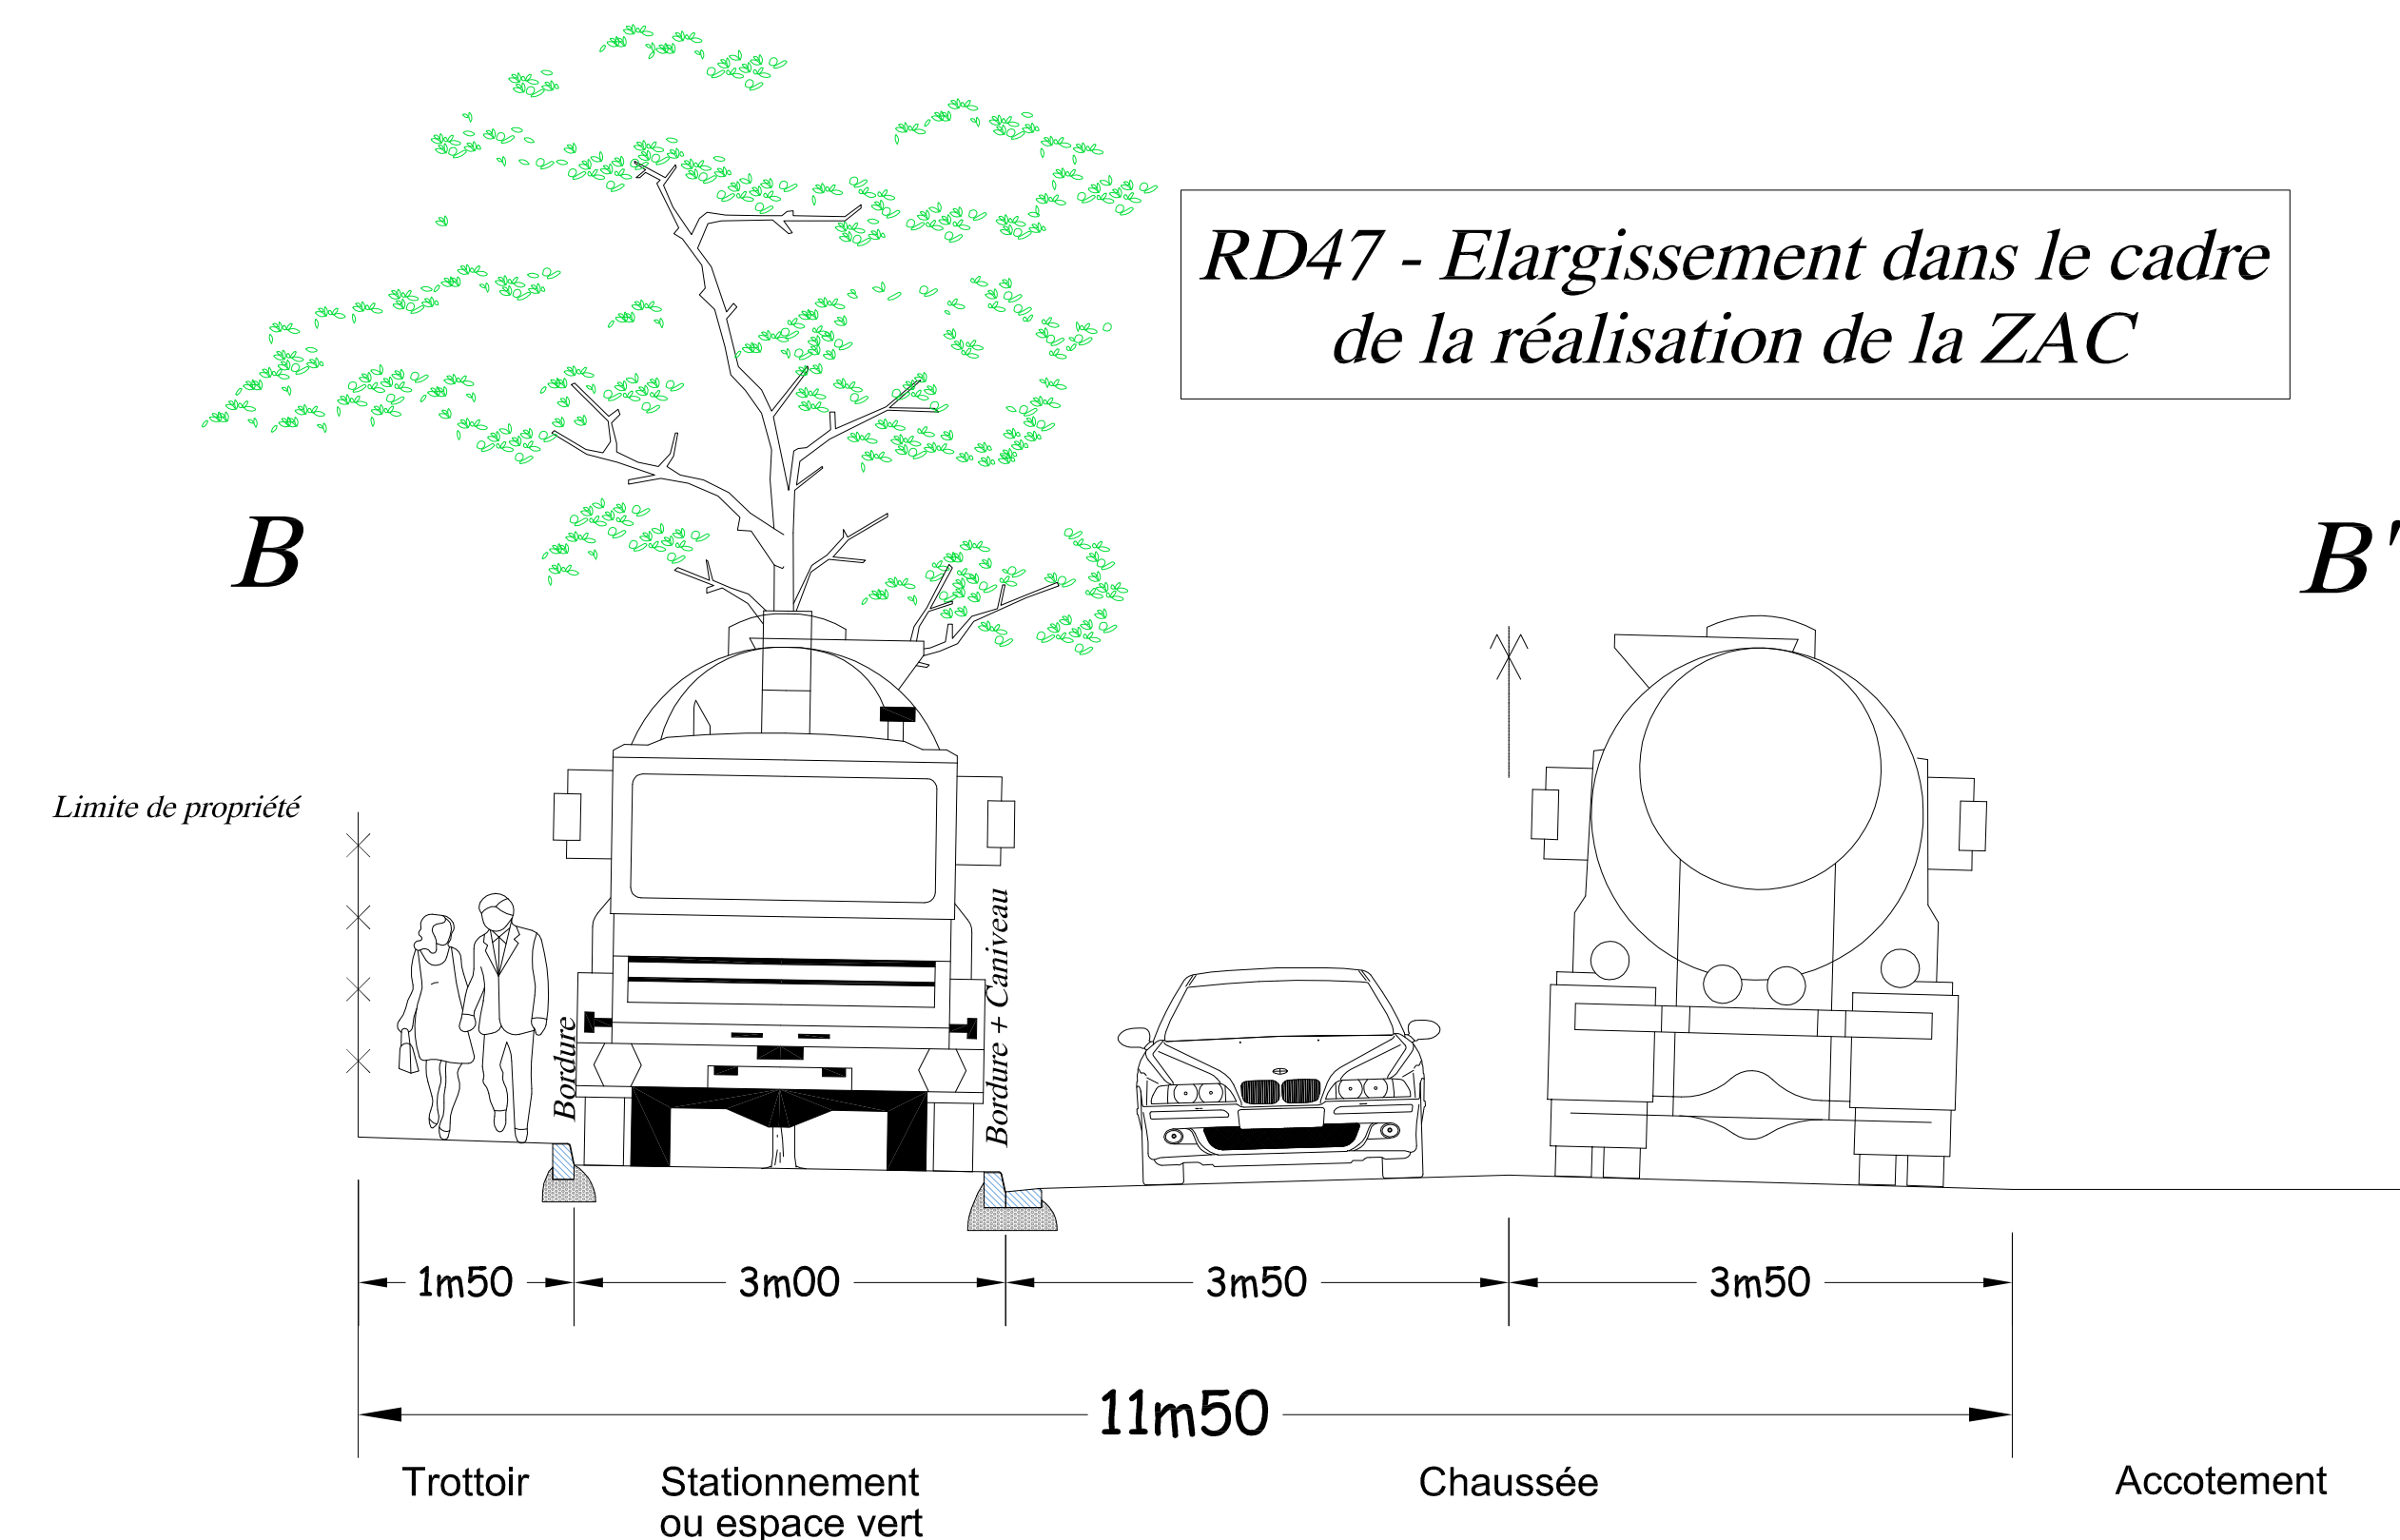 RD47 - Elargissement dans le cadre
de la réalisation de la ZAC
B
B'
Limite de propriété
Bordure
Bordure + Caniveau
1m50
3m00
3m50
3m50
11m50
Trottoir
Stationnement
ou espace vert
Chaussée
Accotement